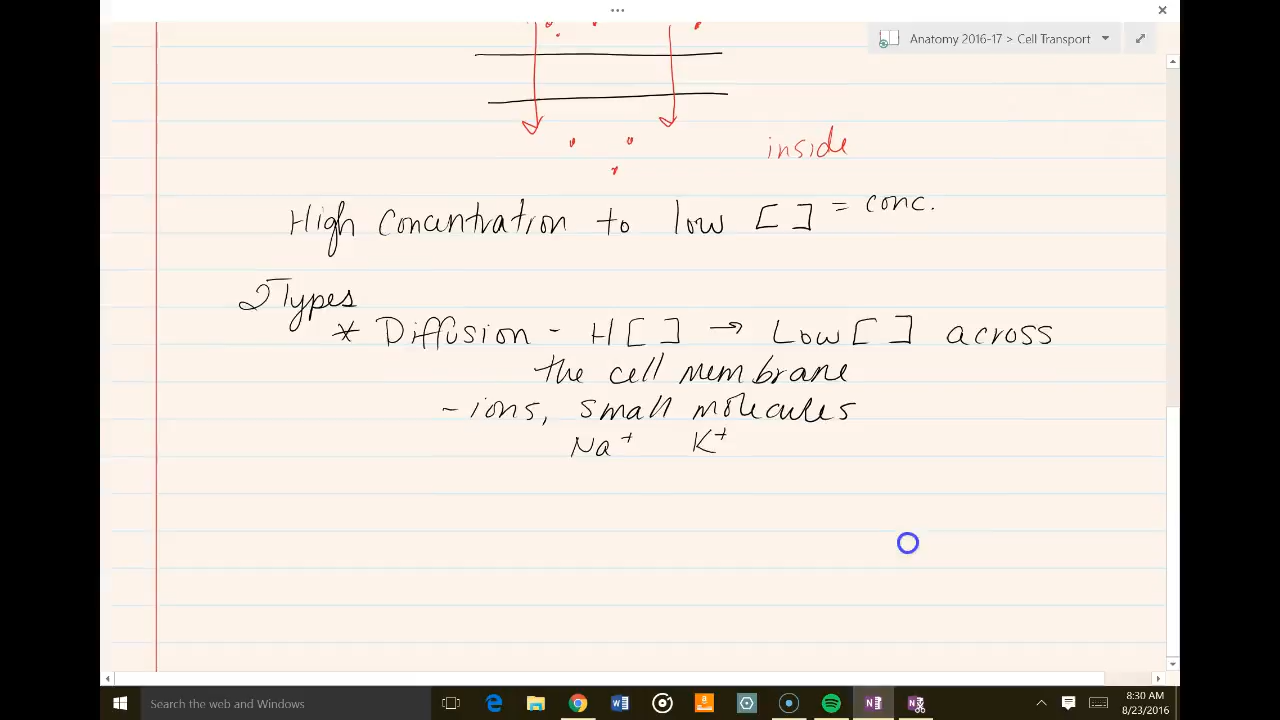 Anatomy 2016-17 > Cell Transport
inside
High Concentration to low [ ] = conc.
2 Types
* Diffusion - H[ ] → Low[ ] across
the cell membrane
- ions, small molecules
Na+ K+
Search the web and Windows
8:30 AM
8/23/2016